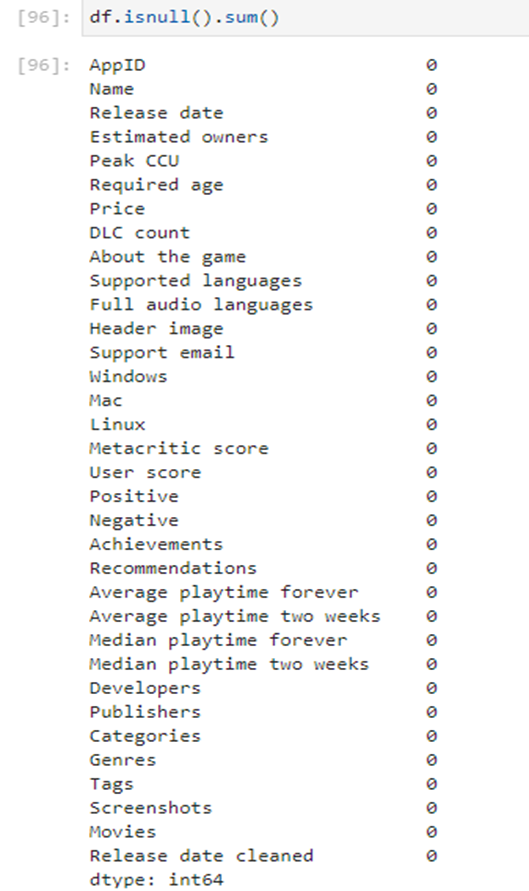 [96]: df.isnull().sum()
[96]: AppID 0
Name 0
Release date 0
Estimated owners 0
Peak CCU 0
Required age 0
Price 0
DLC count 0
About the game 0
Supported languages 0
Full audio languages 0
Header image 0
Support email 0
Windows 0
Mac 0
Linux 0
Metacritic score 0
User score 0
Positive 0
Negative 0
Achievements 0
Recommendations 0
Average playtime forever 0
Average playtime two weeks 0
Median playtime forever 0
Median playtime two weeks 0
Developers 0
Publishers 0
Categories 0
Genres 0
Tags 0
Screenshots 0
Movies 0
Release date cleaned 0
dtype: int64